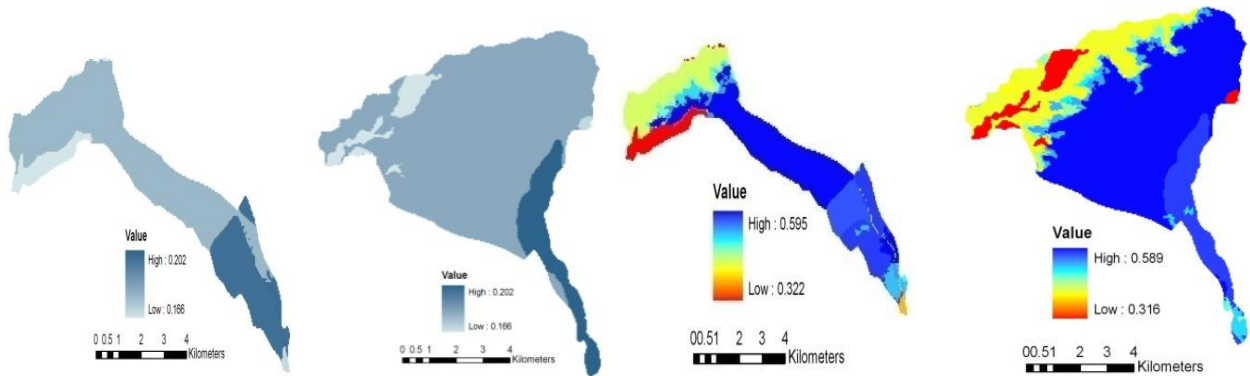 Value
High : 0.202
Low : 0.166
0 0.5 1 2 3 4
Kilometers
Value
High : 0.202
Low : 0.166
0 0.5 1 2 3 4
Kilometers
Value
High : 0.595
Low : 0.322
00.51 2 3 4
Kilometers
Value
High : 0.589
Low : 0.316
00.51 2 3 4
Kilometers